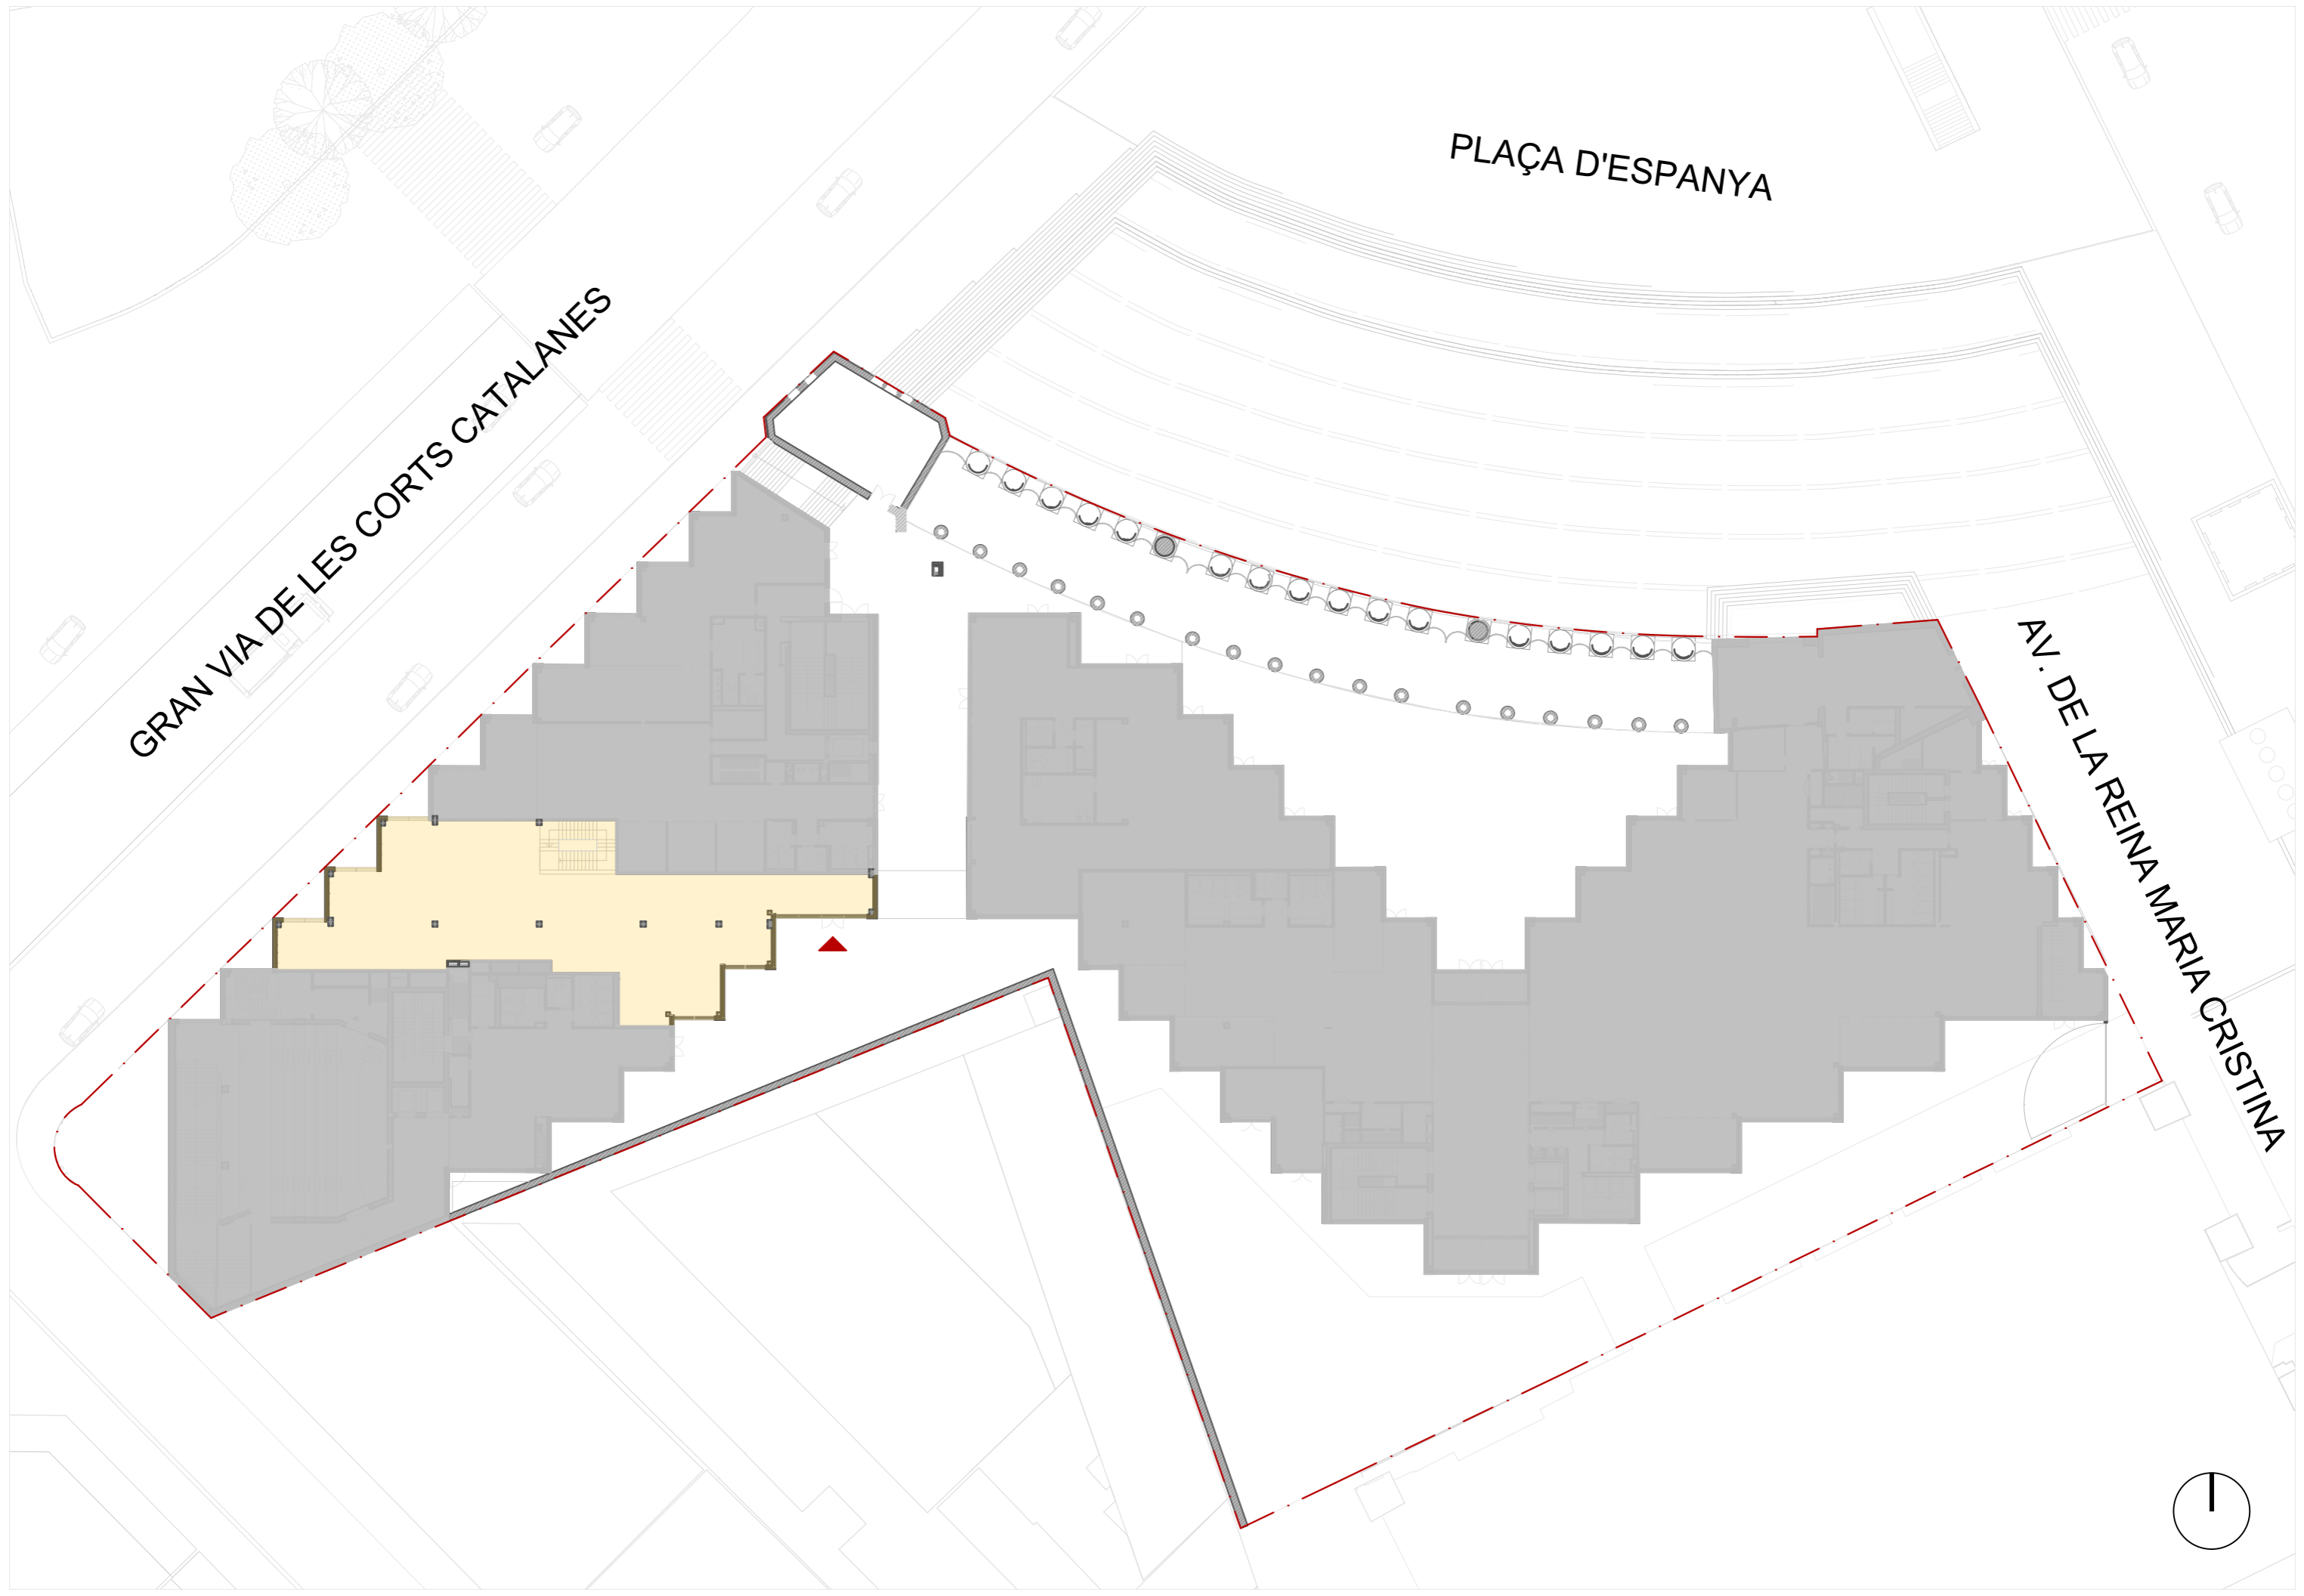 PLAÇA D'ESPANYA
GRAN VIA DE LES CORTS CATALANES
AV. DE LA REINA MARIA CRISTINA